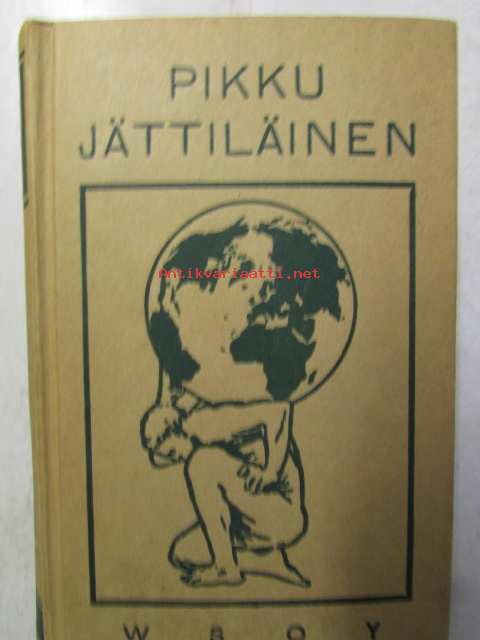 PIKKU
JÄTTILÄINEN
Antikvariaatti.net
W S O Y